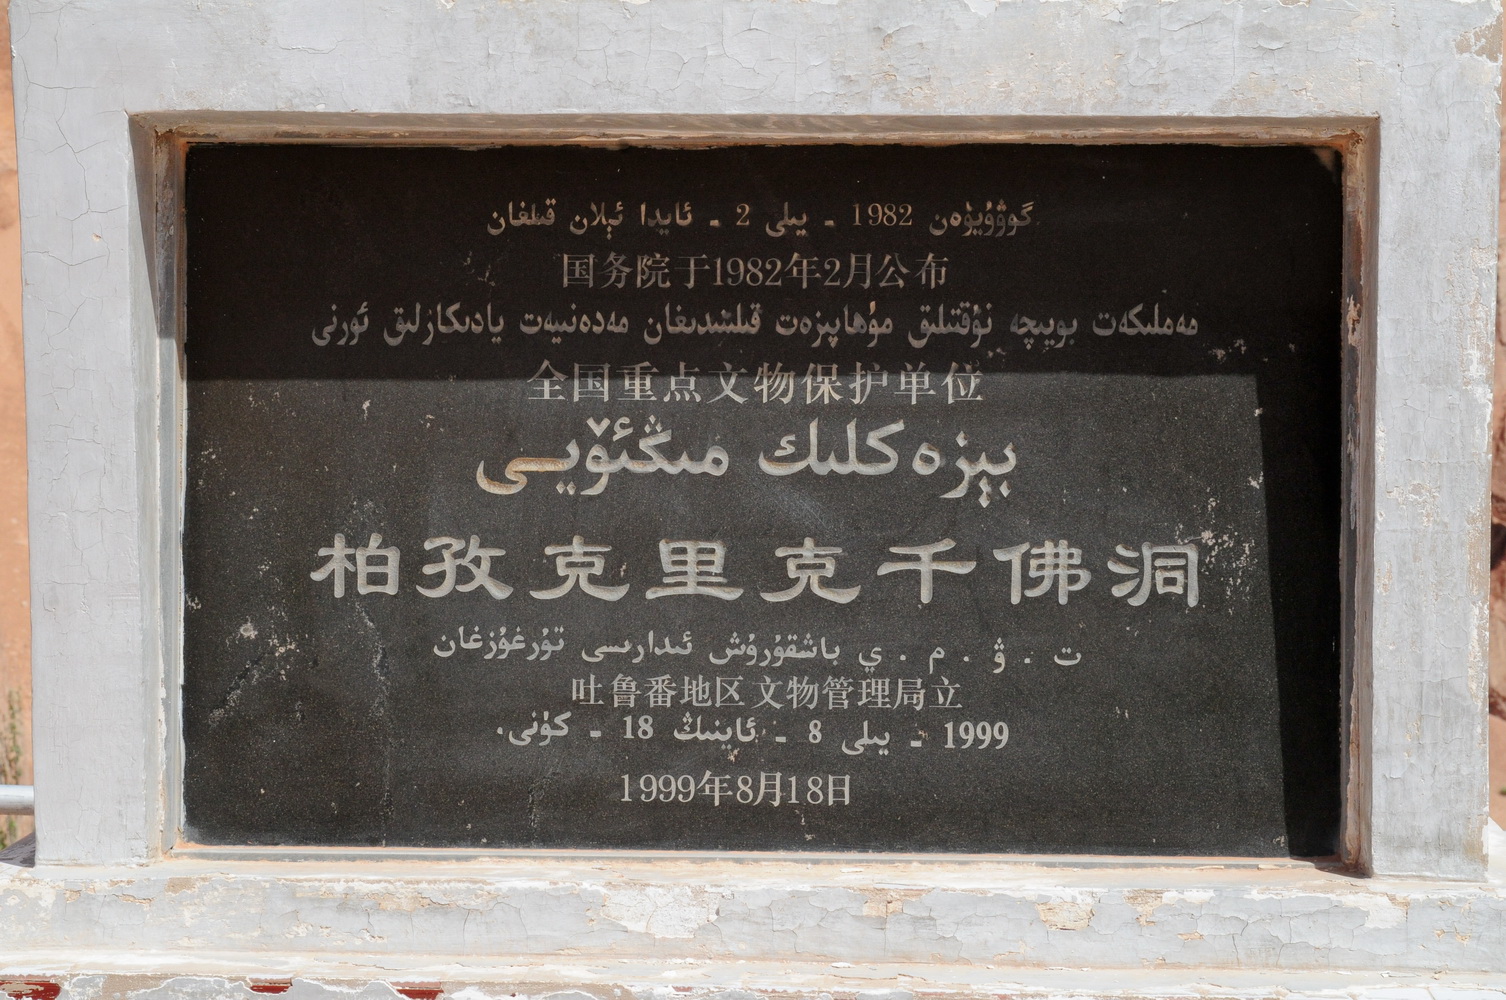 گوۋۇيۈەن 1982 - يىلى 2 - ئايدا ئېلان قىلغان
国务院于1982年2月公布
مەملىكەت بويىچە نۇقتىلىق مۇھاپىزەت قىلىنىدىغان مەدەنىيەت يادىكارلىق ئورنى
全国重点文物保护单位
بېزەكلىك مىڭئۆيى
柏孜克里克千佛洞
ت . ۋ . م . ي باشقۇرۇش ئىدارىسى تۇرغۇزغان
吐鲁番地区文物管理局立
1999 - يىلى 8 - ئاينىڭ 18 - كۈنى.
1999年8月18日